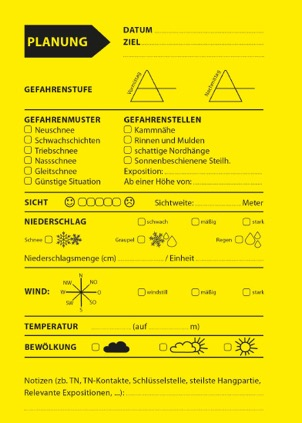 PLANUNG
DATUM
ZIEL
GEFAHRENSTUFE Vormittag Nachmittag
GEFAHRENMUSTER GEFAHRENSTELLEN
Neuschnee Kammnähe
Schwachschichten Rinnen und Mulden
Triebschnee schattige Nordhänge
Nassschnee Sonnenbeschienene Steilh.
Gleitschnee Exposition:
Günstige Situation Ab einer Höhe von:
SICHT Sichtweite: Meter
NIEDERSCHLAG schwach mäßig stark
Schnee Graupel Regen
Niederschlagsmenge (cm) / Einheit
WIND: N NO O SO S SW W NW windstill mäßig stark
TEMPERATUR (auf m)
BEWÖLKUNG
Notizen (zb. TN, TN-Kontakte, Schlüsselstelle, steilste Hangpartie,
Relevante Expositionen, ...):